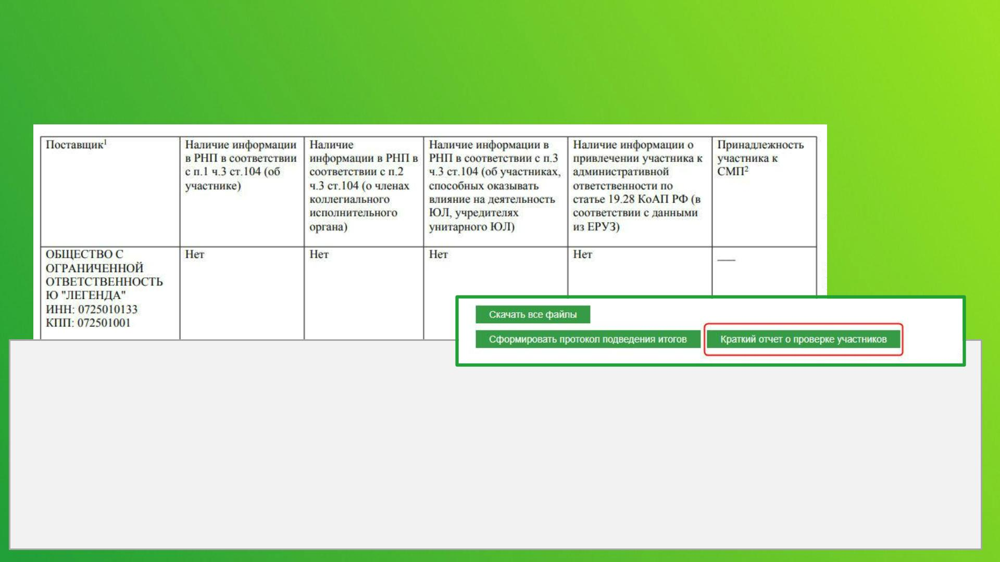 Поставщик1
Наличие информации
в РНП в соответствии
с п.1 ч.3 ст.104 (об
участнике)
Наличие
информации в РНП в
соответствии с п.2
ч.3 ст.104 (о членах
коллегиального
исполнительного
органа)
Наличие информации в
РНП в соответствии с п.3
ч.3 ст.104 (об участниках,
способных оказывать
влияние на деятельность
ЮЛ, учредителях
унитарного ЮЛ)
Наличие информации о
привлечении участника к
административной
ответственности по
статье 19.28 КоАП РФ (в
соответствии с данными
из ЕРУЗ)
Принадлежность
участника к
СМП2
ОБЩЕСТВО С
ОГРАНИЧЕННОЙ
ОТВЕТСТВЕННОСТЬ
Ю "ЛЕГЕНДА"
ИНН: 0725010133
КПП: 072501001
Нет
Нет
Нет
Нет
___
Скачать все файлы
Сформировать протокол подведения итогов
Краткий отчет о проверке участников